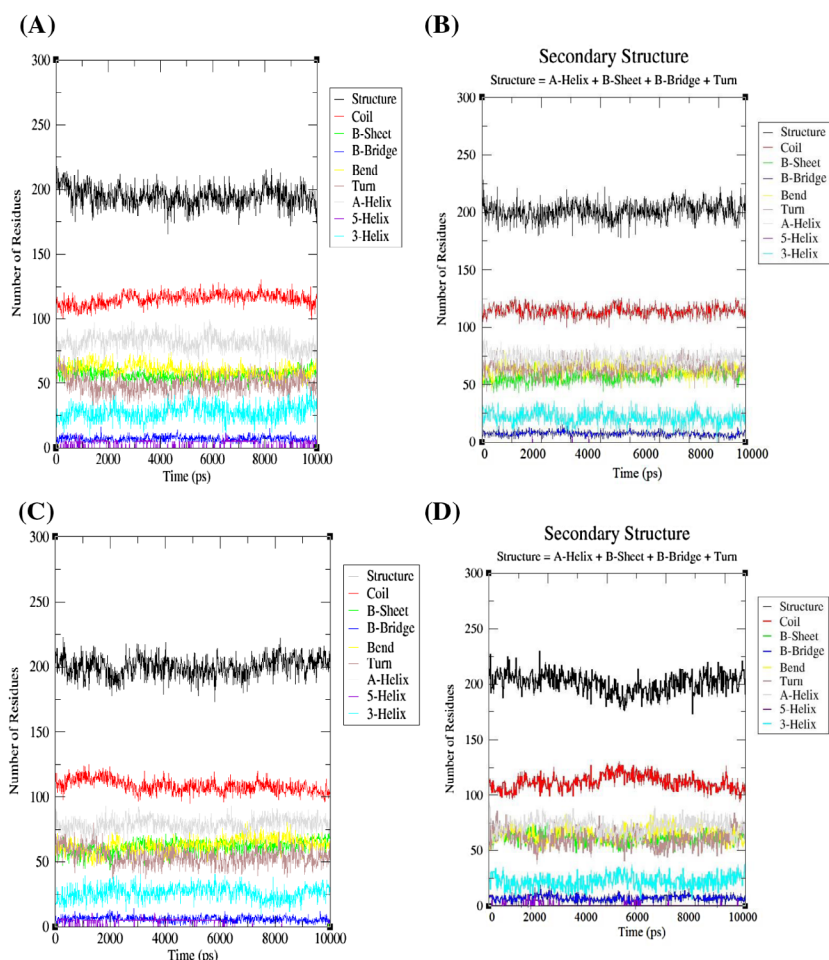 (A)
300
250
200
150
100
50
0
Number of Residues
0 2000 4000 6000 8000 10000
Time (ps)
Structure
Coil
B-Sheet
B-Bridge
Bend
Turn
A-Helix
5-Helix
3-Helix
(B)
Secondary Structure
Structure = A-Helix + B-Sheet + B-Bridge + Turn
300
250
200
150
100
50
0
Number of Residues
0 2000 4000 6000 8000 10000
Time (ps)
Structure
Coil
B-Sheet
B-Bridge
Bend
Turn
A-Helix
5-Helix
3-Helix
(C)
300
250
200
150
100
50
0
Number of Residues
0 2000 4000 6000 8000 10000
Time (ps)
Structure
Coil
B-Sheet
B-Bridge
Bend
Turn
A-Helix
5-Helix
3-Helix
(D)
Secondary Structure
Structure = A-Helix + B-Sheet + B-Bridge + Turn
300
250
200
150
100
50
0
Number of Residues
0 2000 4000 6000 8000 10000
Time (ps)
Structure
Coil
B-Sheet
B-Bridge
Bend
Turn
A-Helix
5-Helix
3-Helix